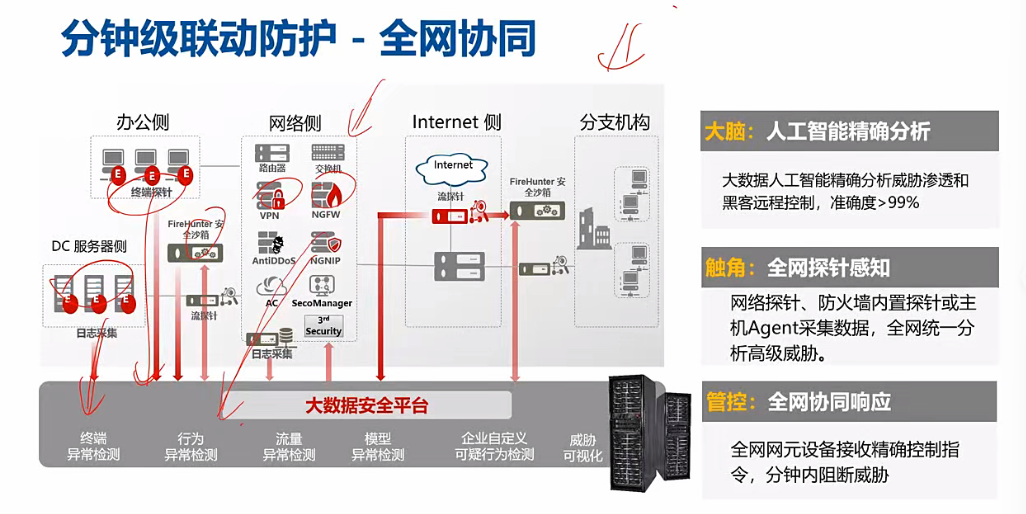 分钟级联动防护 - 全网协同
办公侧
网络侧
Internet 侧
分支机构
E
E
E
终端探针
路由器
交换机
VPN
NGFW
Internet
流探针
FireHunter 安
全沙箱
FireHunter 安
全沙箱
DC 服务器侧
AntiDDoS
NGNIP
E
E
E
流探针
AC
SecoManager
日志采集
3rd
Security
日志采集
大数据安全平台
终端
异常检测
行为
异常检测
流量
异常检测
模型
异常检测
企业自定义
可疑行为检测
威胁
可视化
大脑：人工智能精确分析
大数据人工智能精确分析威胁渗透和
黑客远程控制，准确度>99%
触角：全网探针感知
网络探针、防火墙内置探针或主
机Agent采集数据，全网统一分
析高级威胁。
管控：全网协同响应
全网网元设备接收精确控制指
令，分钟内阻断威胁